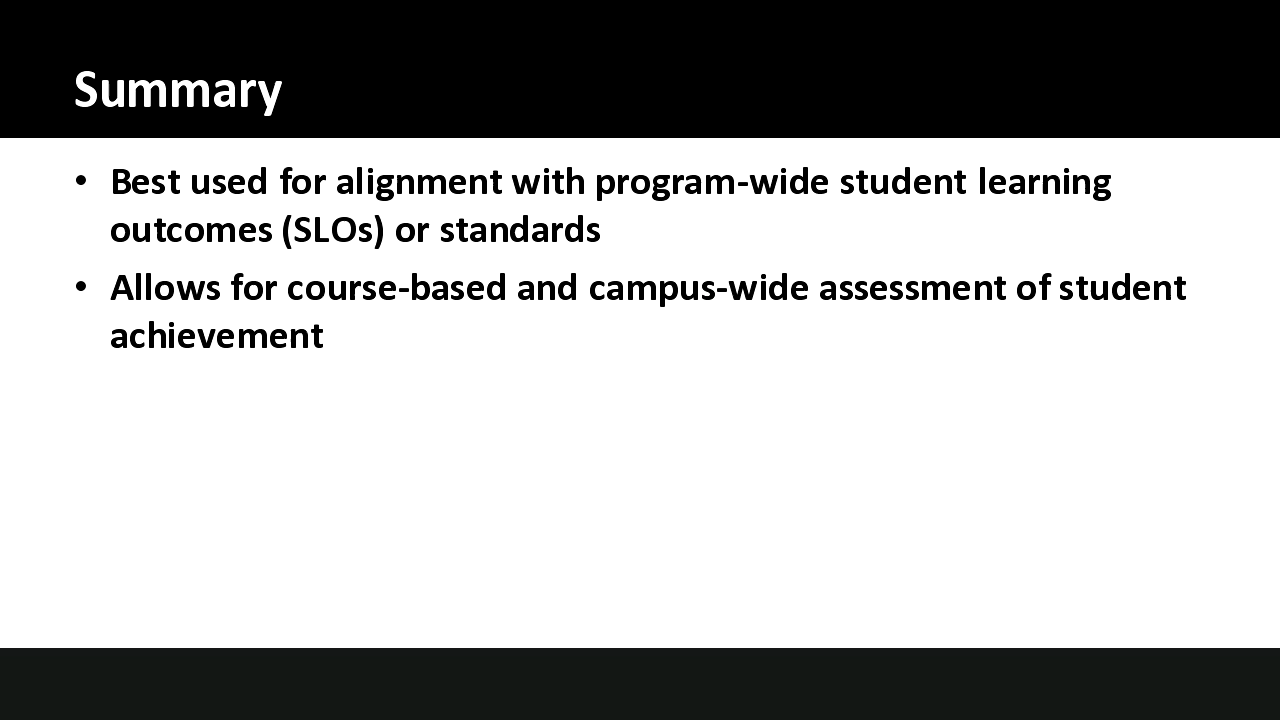 Summary
• Best used for alignment with program-wide student learning
outcomes (SLOs) or standards
• Allows for course-based and campus-wide assessment of student
achievement